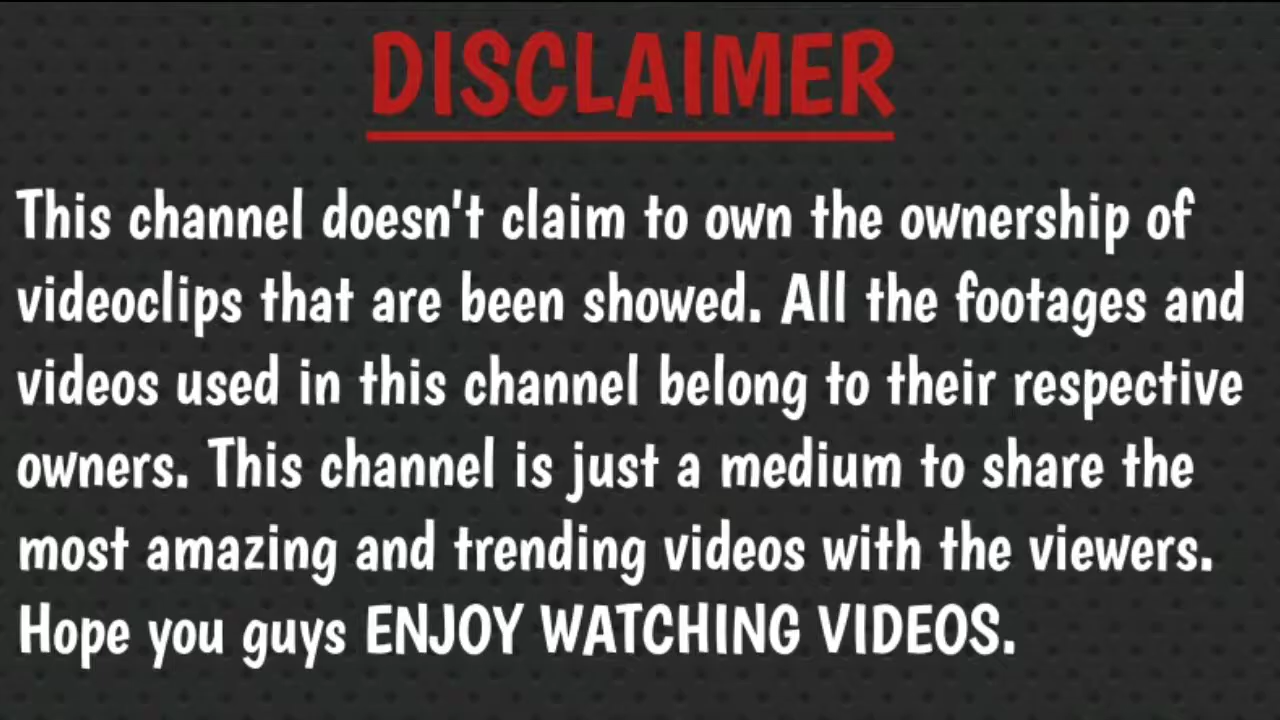 DISCLAIMER
This channel doesn't claim to own the ownership of
videoclips that are been showed. All the footages and
videos used in this channel belong to their respective
owners. This channel is just a medium to share the
most amazing and trending videos with the viewers.
Hope you guys ENJOY WATCHING VIDEOS.